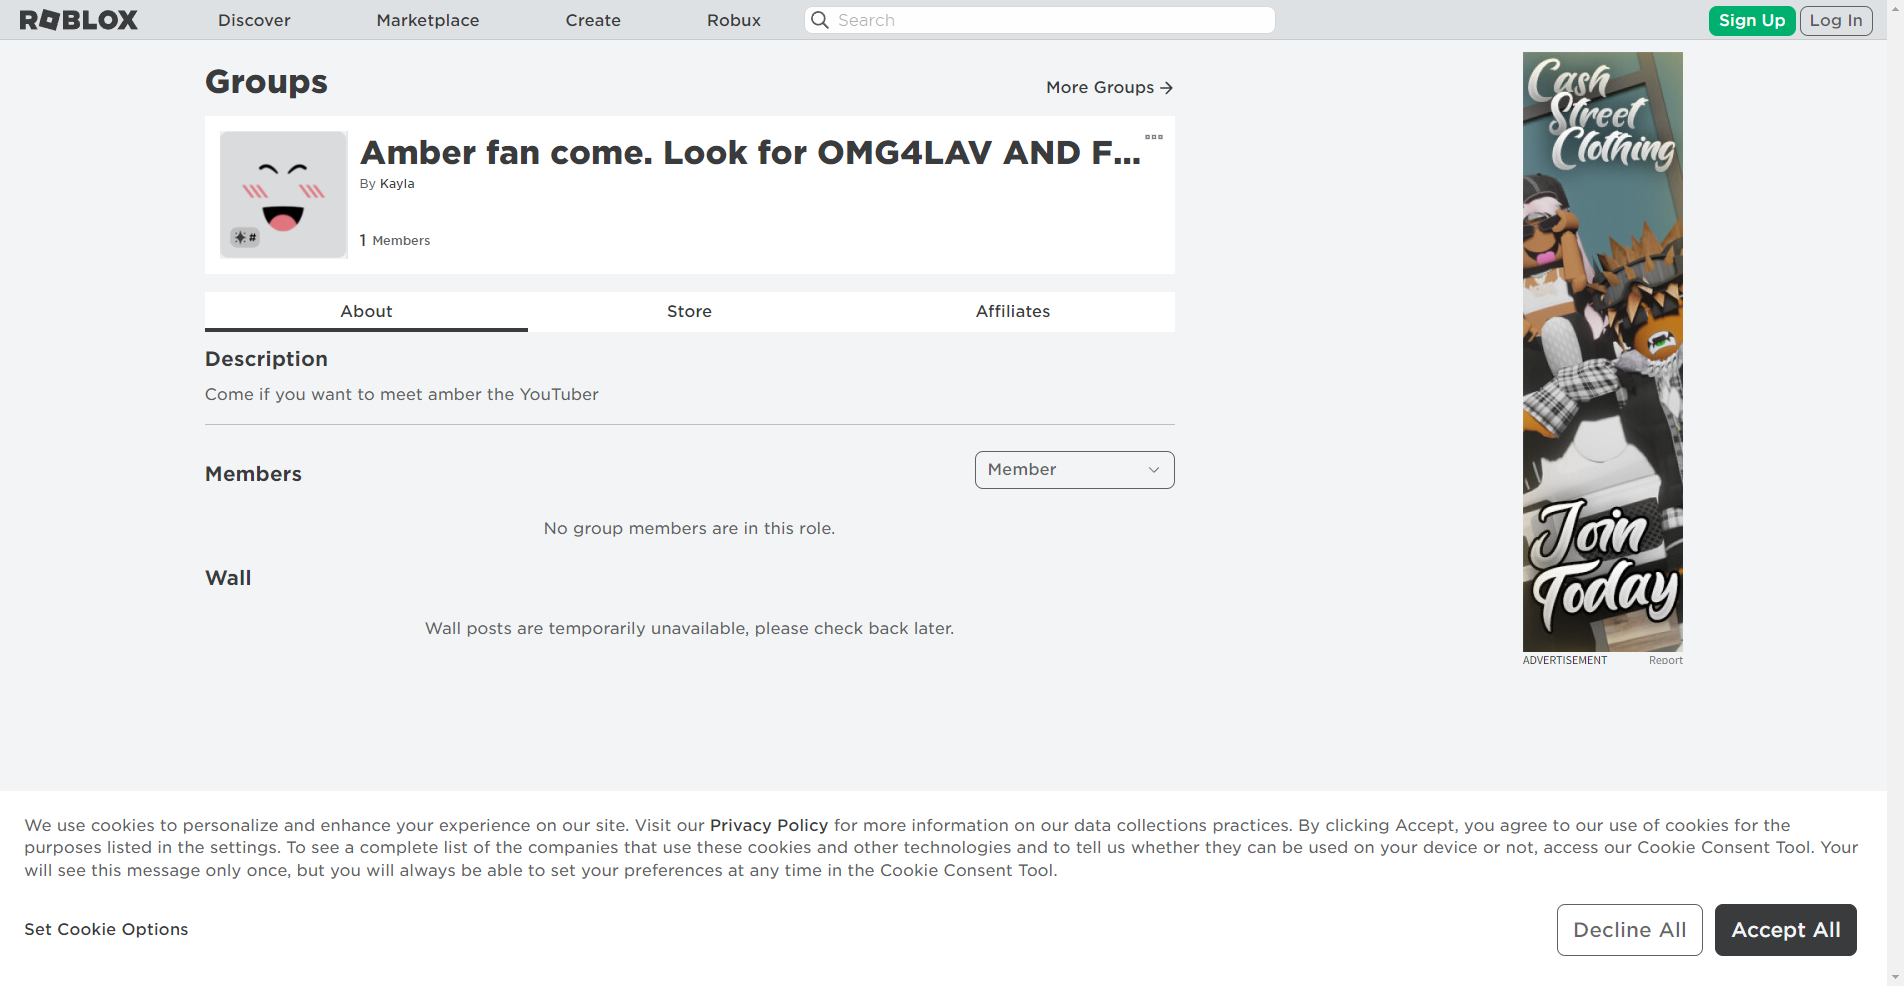 ROBLOX
Discover
Marketplace
Create
Robux
Search
Sign Up
Log In
Groups
More Groups
Amber fan come. Look for OMG4LAV AND F...
By Kayla
#
1 Members
About
Store
Affiliates
Description
Come if you want to meet amber the YouTuber
Members
Member
No group members are in this role.
Wall
Wall posts are temporarily unavailable, please check back later.
Cash
Street
Clothing
Join
Today
ADVERTISEMENT
Report
We use cookies to personalize and enhance your experience on our site. Visit our Privacy Policy for more information on our data collections practices. By clicking Accept, you agree to our use of cookies for the
purposes listed in the settings. To see a complete list of the companies that use these cookies and other technologies and to tell us whether they can be used on your device or not, access our Cookie Consent Tool. Your
will see this message only once, but you will always be able to set your preferences at any time in the Cookie Consent Tool.
Set Cookie Options
Decline All
Accept All